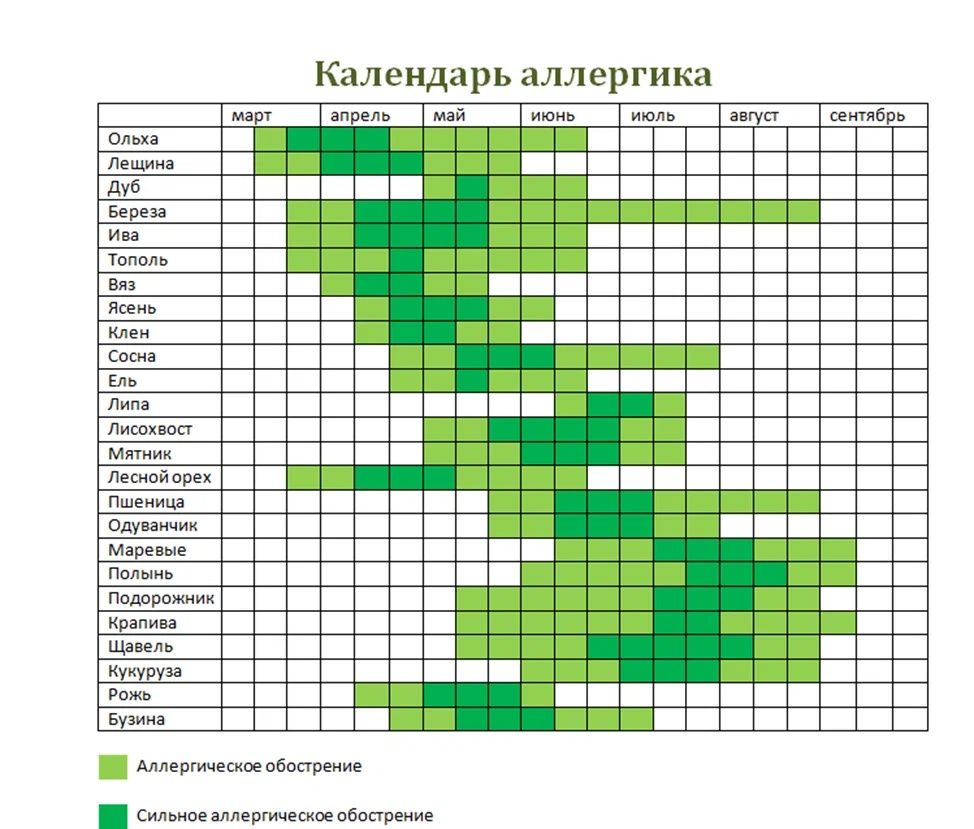 Календарь аллергика
март апрель май июнь июль август сентябрь
Ольха
Лещина
Дуб
Береза
Ива
Тополь
Вяз
Ясень
Клен
Сосна
Ель
Липа
Лисохвост
Мятник
Лесной орех
Пшеница
Одуванчик
Маревые
Полынь
Подорожник
Крапива
Щавель
Кукуруза
Рожь
Бузина
Аллергическое обострение
Сильное аллергическое обострение